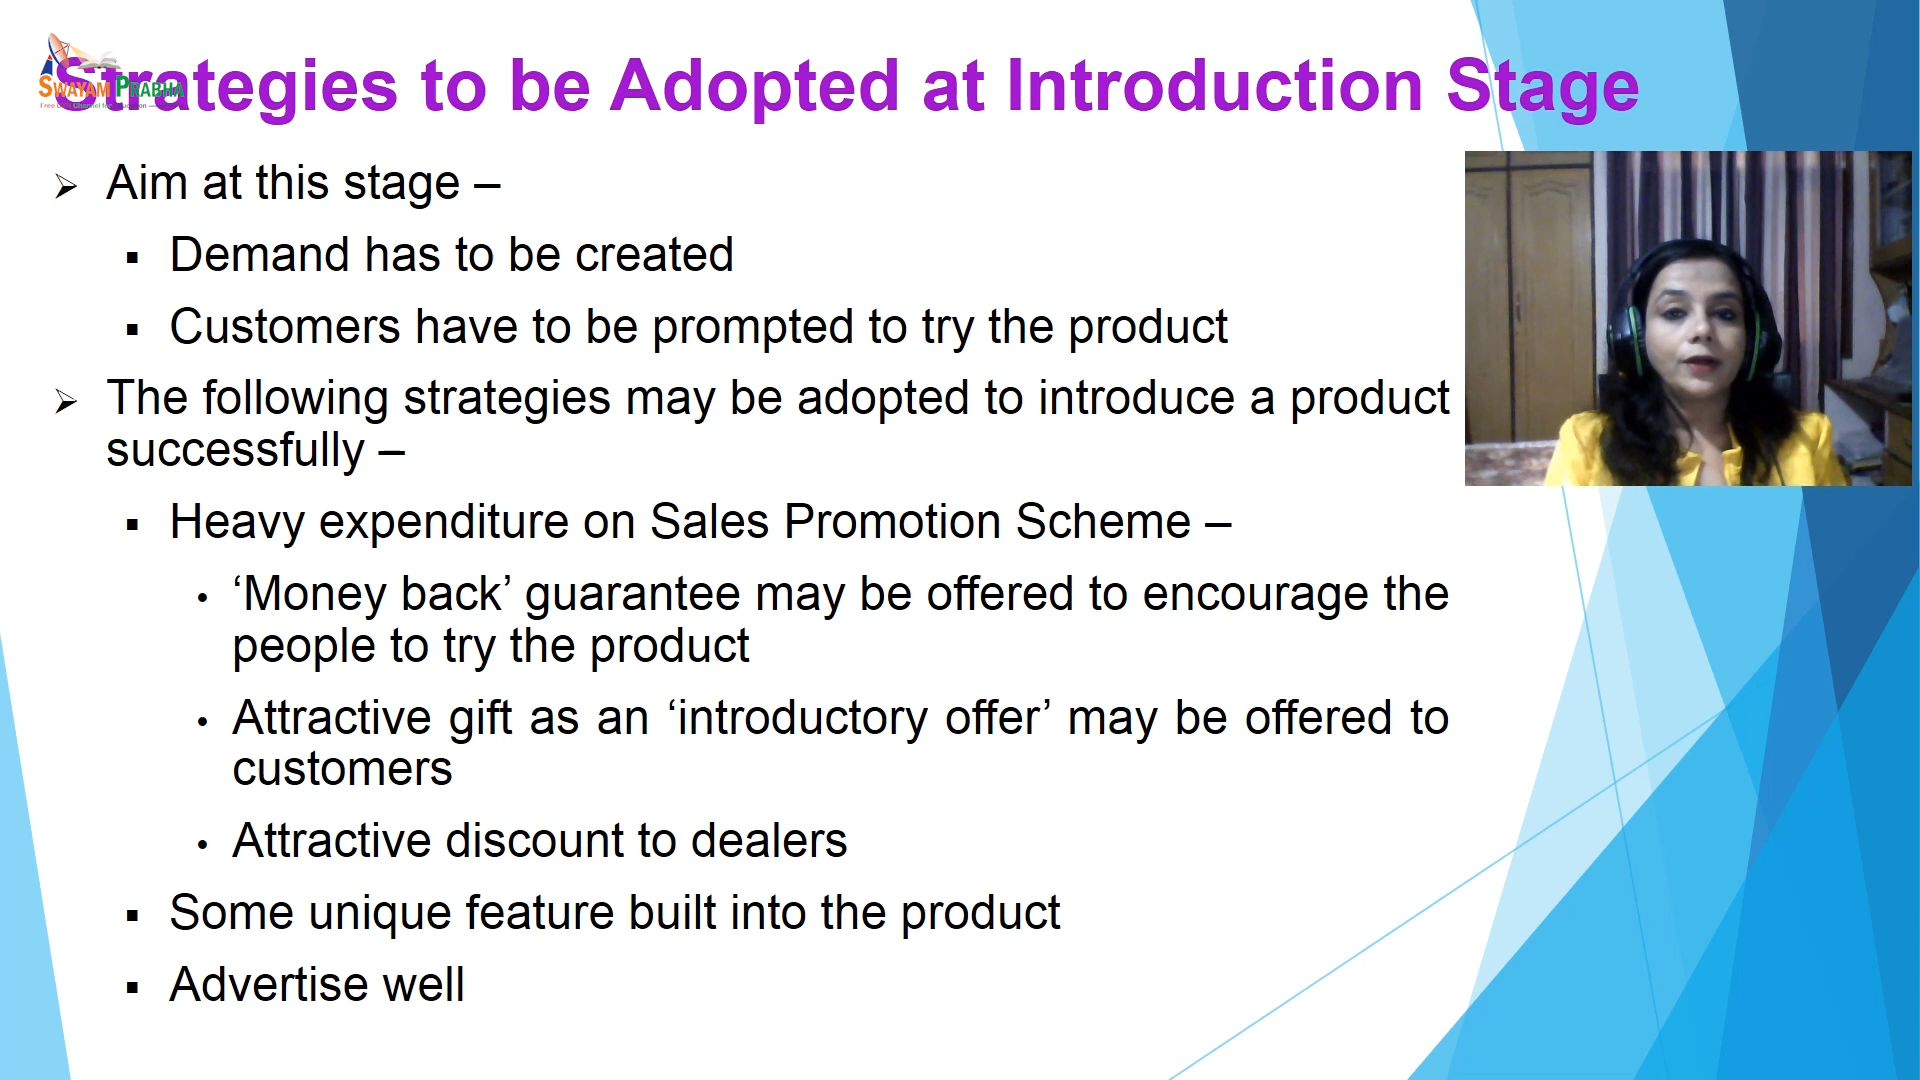 Strategies to be Adopted at Introduction Stage
SWAYAM PRABHA
➢ Aim at this stage –
▪ Demand has to be created
▪ Customers have to be prompted to try the product
➢ The following strategies may be adopted to introduce a product
successfully –
▪ Heavy expenditure on Sales Promotion Scheme –
• ‘Money back’ guarantee may be offered to encourage the
people to try the product
• Attractive gift as an ‘introductory offer’ may be offered to
customers
• Attractive discount to dealers
▪ Some unique feature built into the product
▪ Advertise well